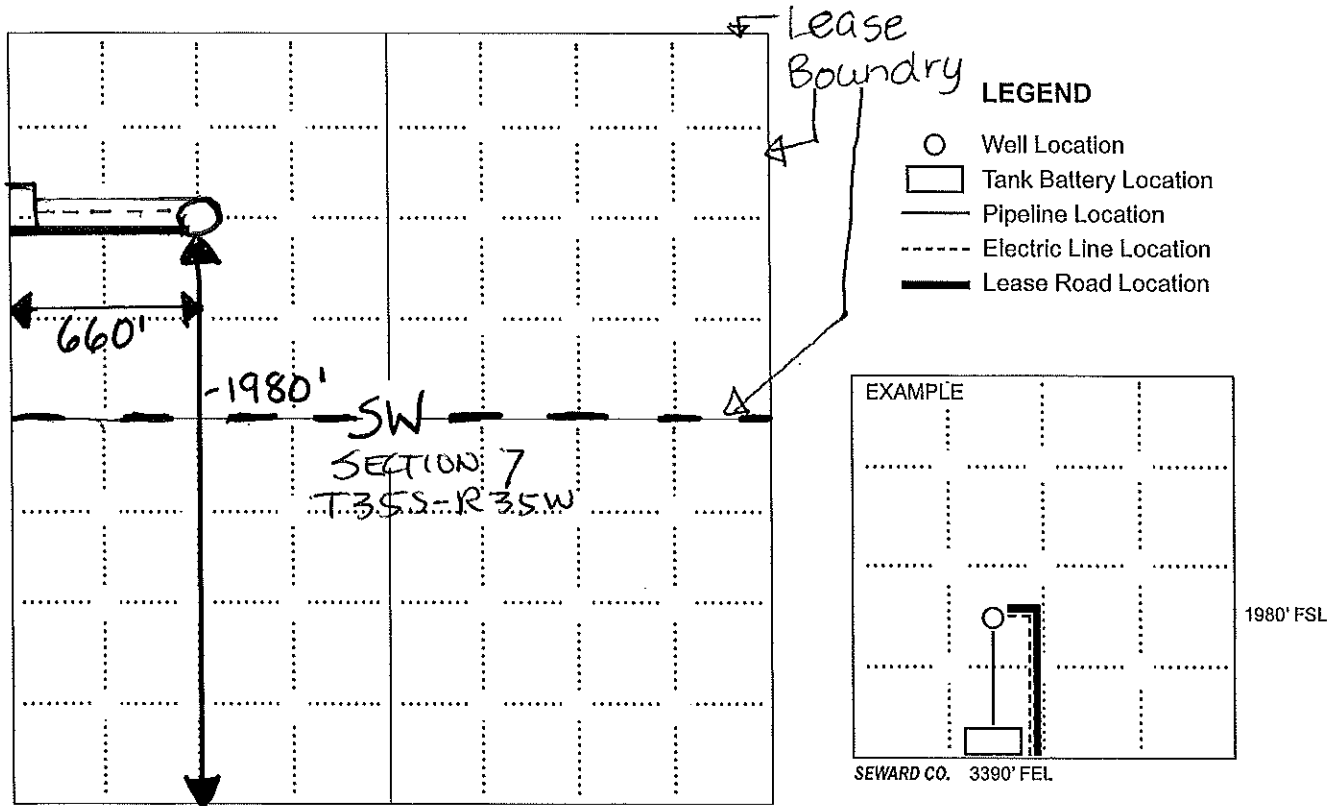 Lease
Boundry
LEGEND
Well Location
Tank Battery Location
Pipeline Location
Electric Line Location
Lease Road Location
660'
-1980'
SW
SECTION 7
T35S-R35W
EXAMPLE
1980' FSL
SEWARD CO. 3390' FEL